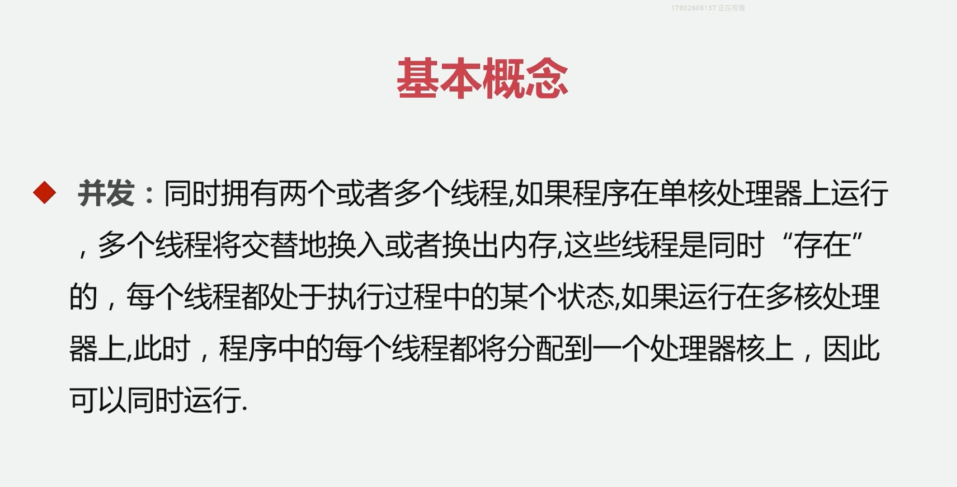 基本概念
并发：同时拥有两个或者多个线程,如果程序在单核处理器上运行
，多个线程将交替地换入或者换出内存,这些线程是同时“存在”
的，每个线程都处于执行过程中的某个状态,如果运行在多核处理
器上,此时，程序中的每个线程都将分配到一个处理器核上，因此
可以同时运行.